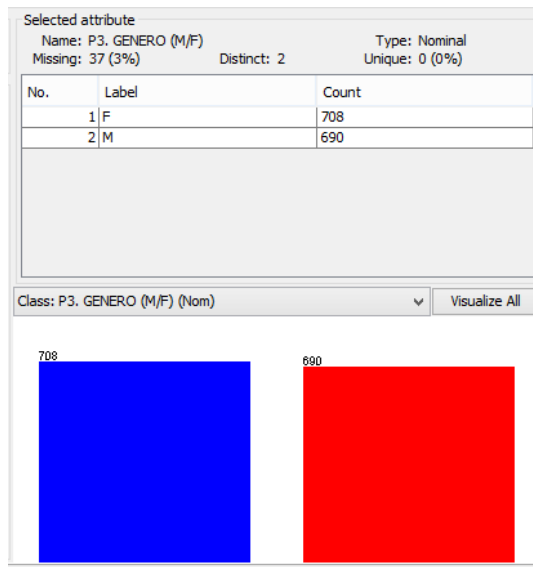 Selected attribute
Name: P3. GENERO (M/F) Type: Nominal
Missing: 37 (3%) Distinct: 2 Unique: 0 (0%)
No. Label Count
1 F 708
2 M 690
Class: P3. GENERO (M/F) (Nom) Visualize All
708 690